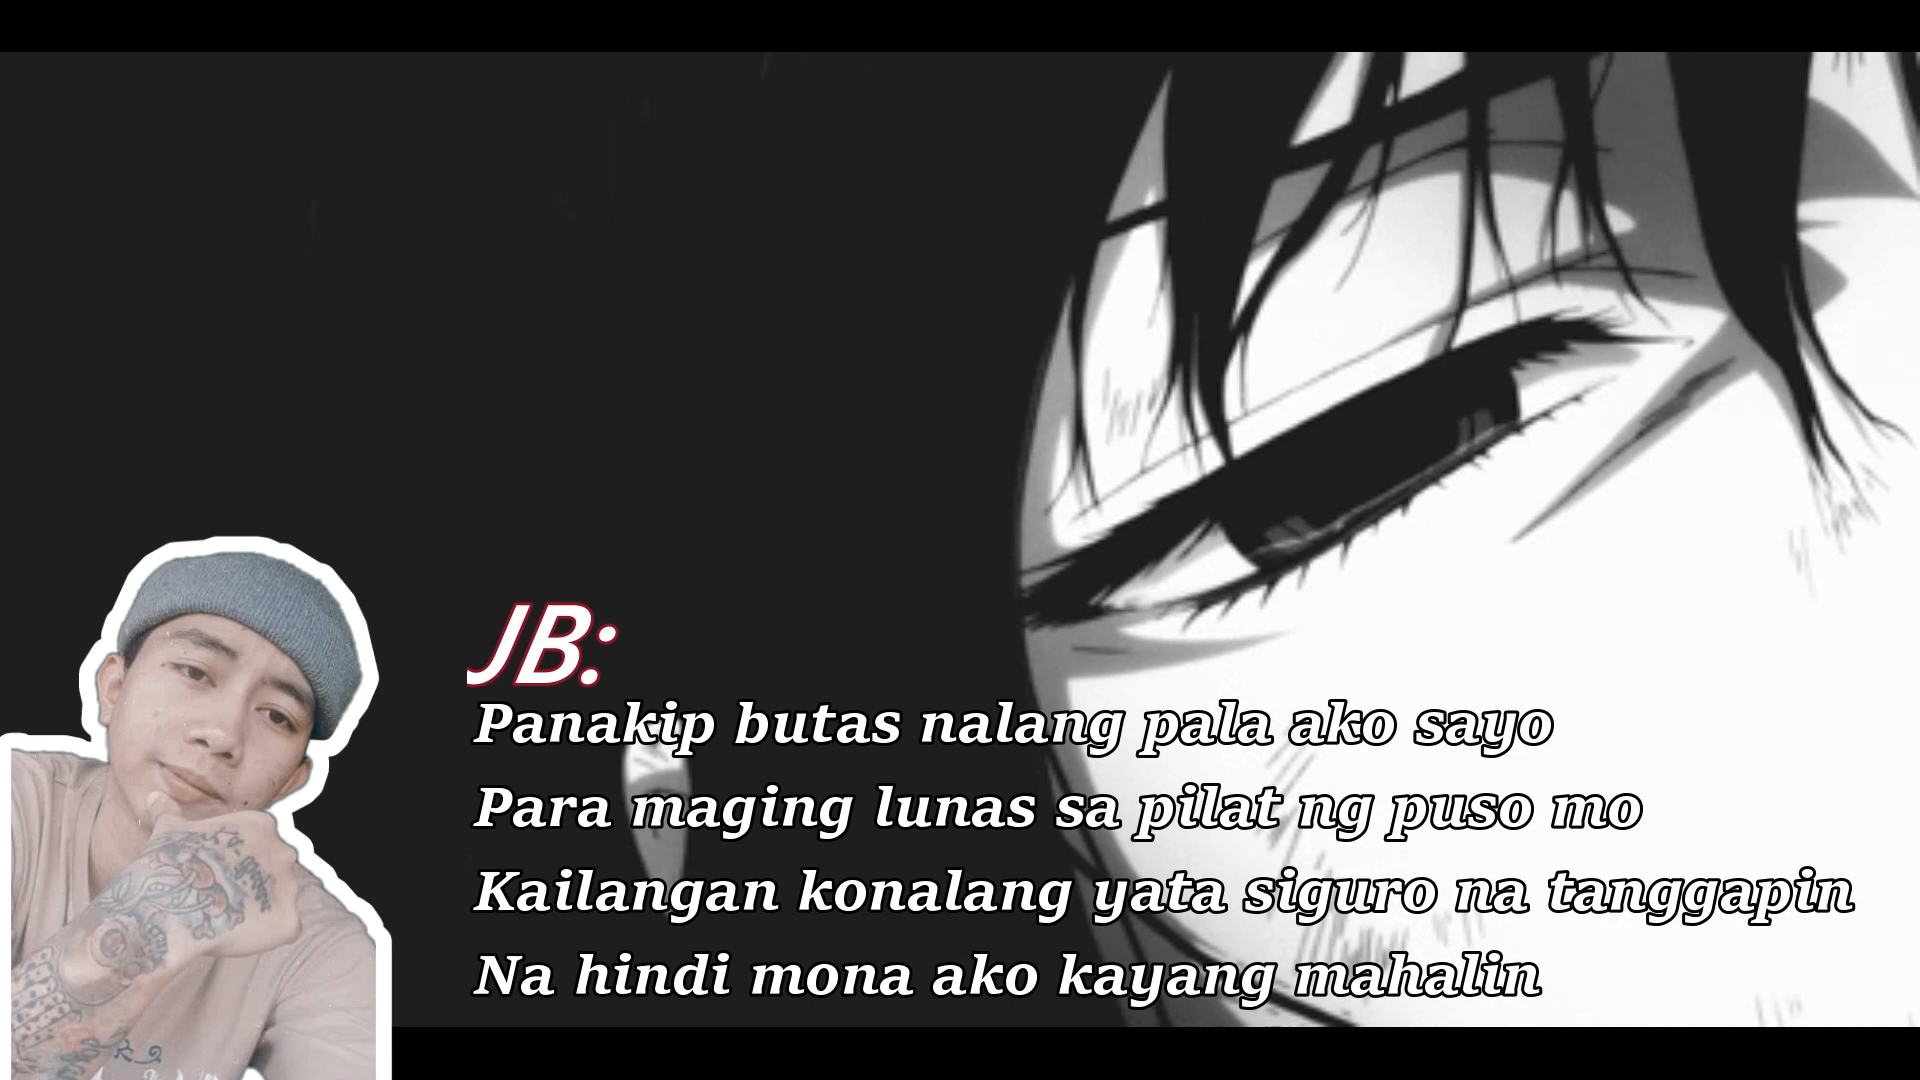 JB:
Panakip butas nalang pala ako sayo
Para maging lunas sa pilat ng puso mo
Kailangan konalang yata siguro na tanggapin
Na hindi mona ako kayang mahalin